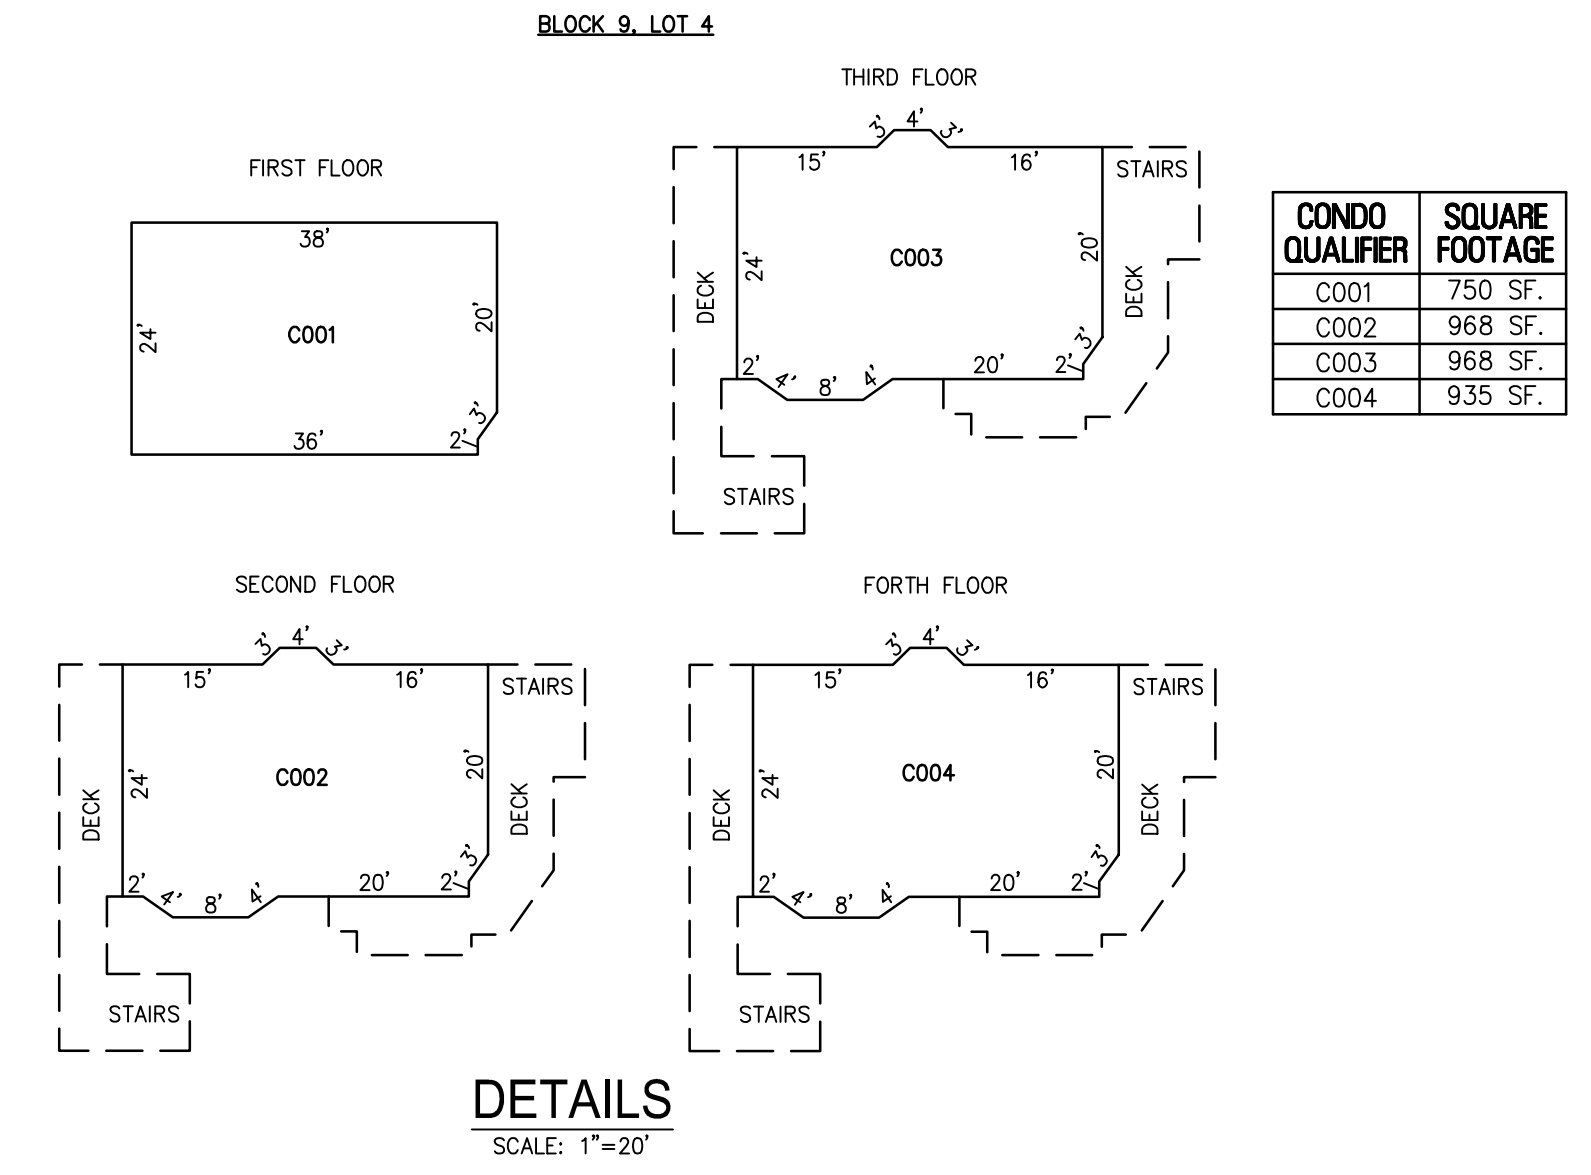 BLOCK 9, LOT 4
FIRST FLOOR
38'
24'
C001
20'
3'
2'
36'
THIRD FLOOR
3'
4'
3'
15'
16'
STAIRS
DECK
24'
C003
20'
DECK
2'
4'
8'
4'
20'
2'
3'
STAIRS
CONDO QUALIFIER SQUARE FOOTAGE
C001 750 SF.
C002 968 SF.
C003 968 SF.
C004 935 SF.
SECOND FLOOR
3'
4'
3'
15'
16'
STAIRS
DECK
24'
C002
20'
DECK
2'
4'
8'
4'
20'
2'
3'
STAIRS
FORTH FLOOR
3'
4'
3'
15'
16'
STAIRS
DECK
24'
C004
20'
DECK
2'
4'
8'
4'
20'
2'
3'
STAIRS
DETAILS
SCALE: 1"=20'